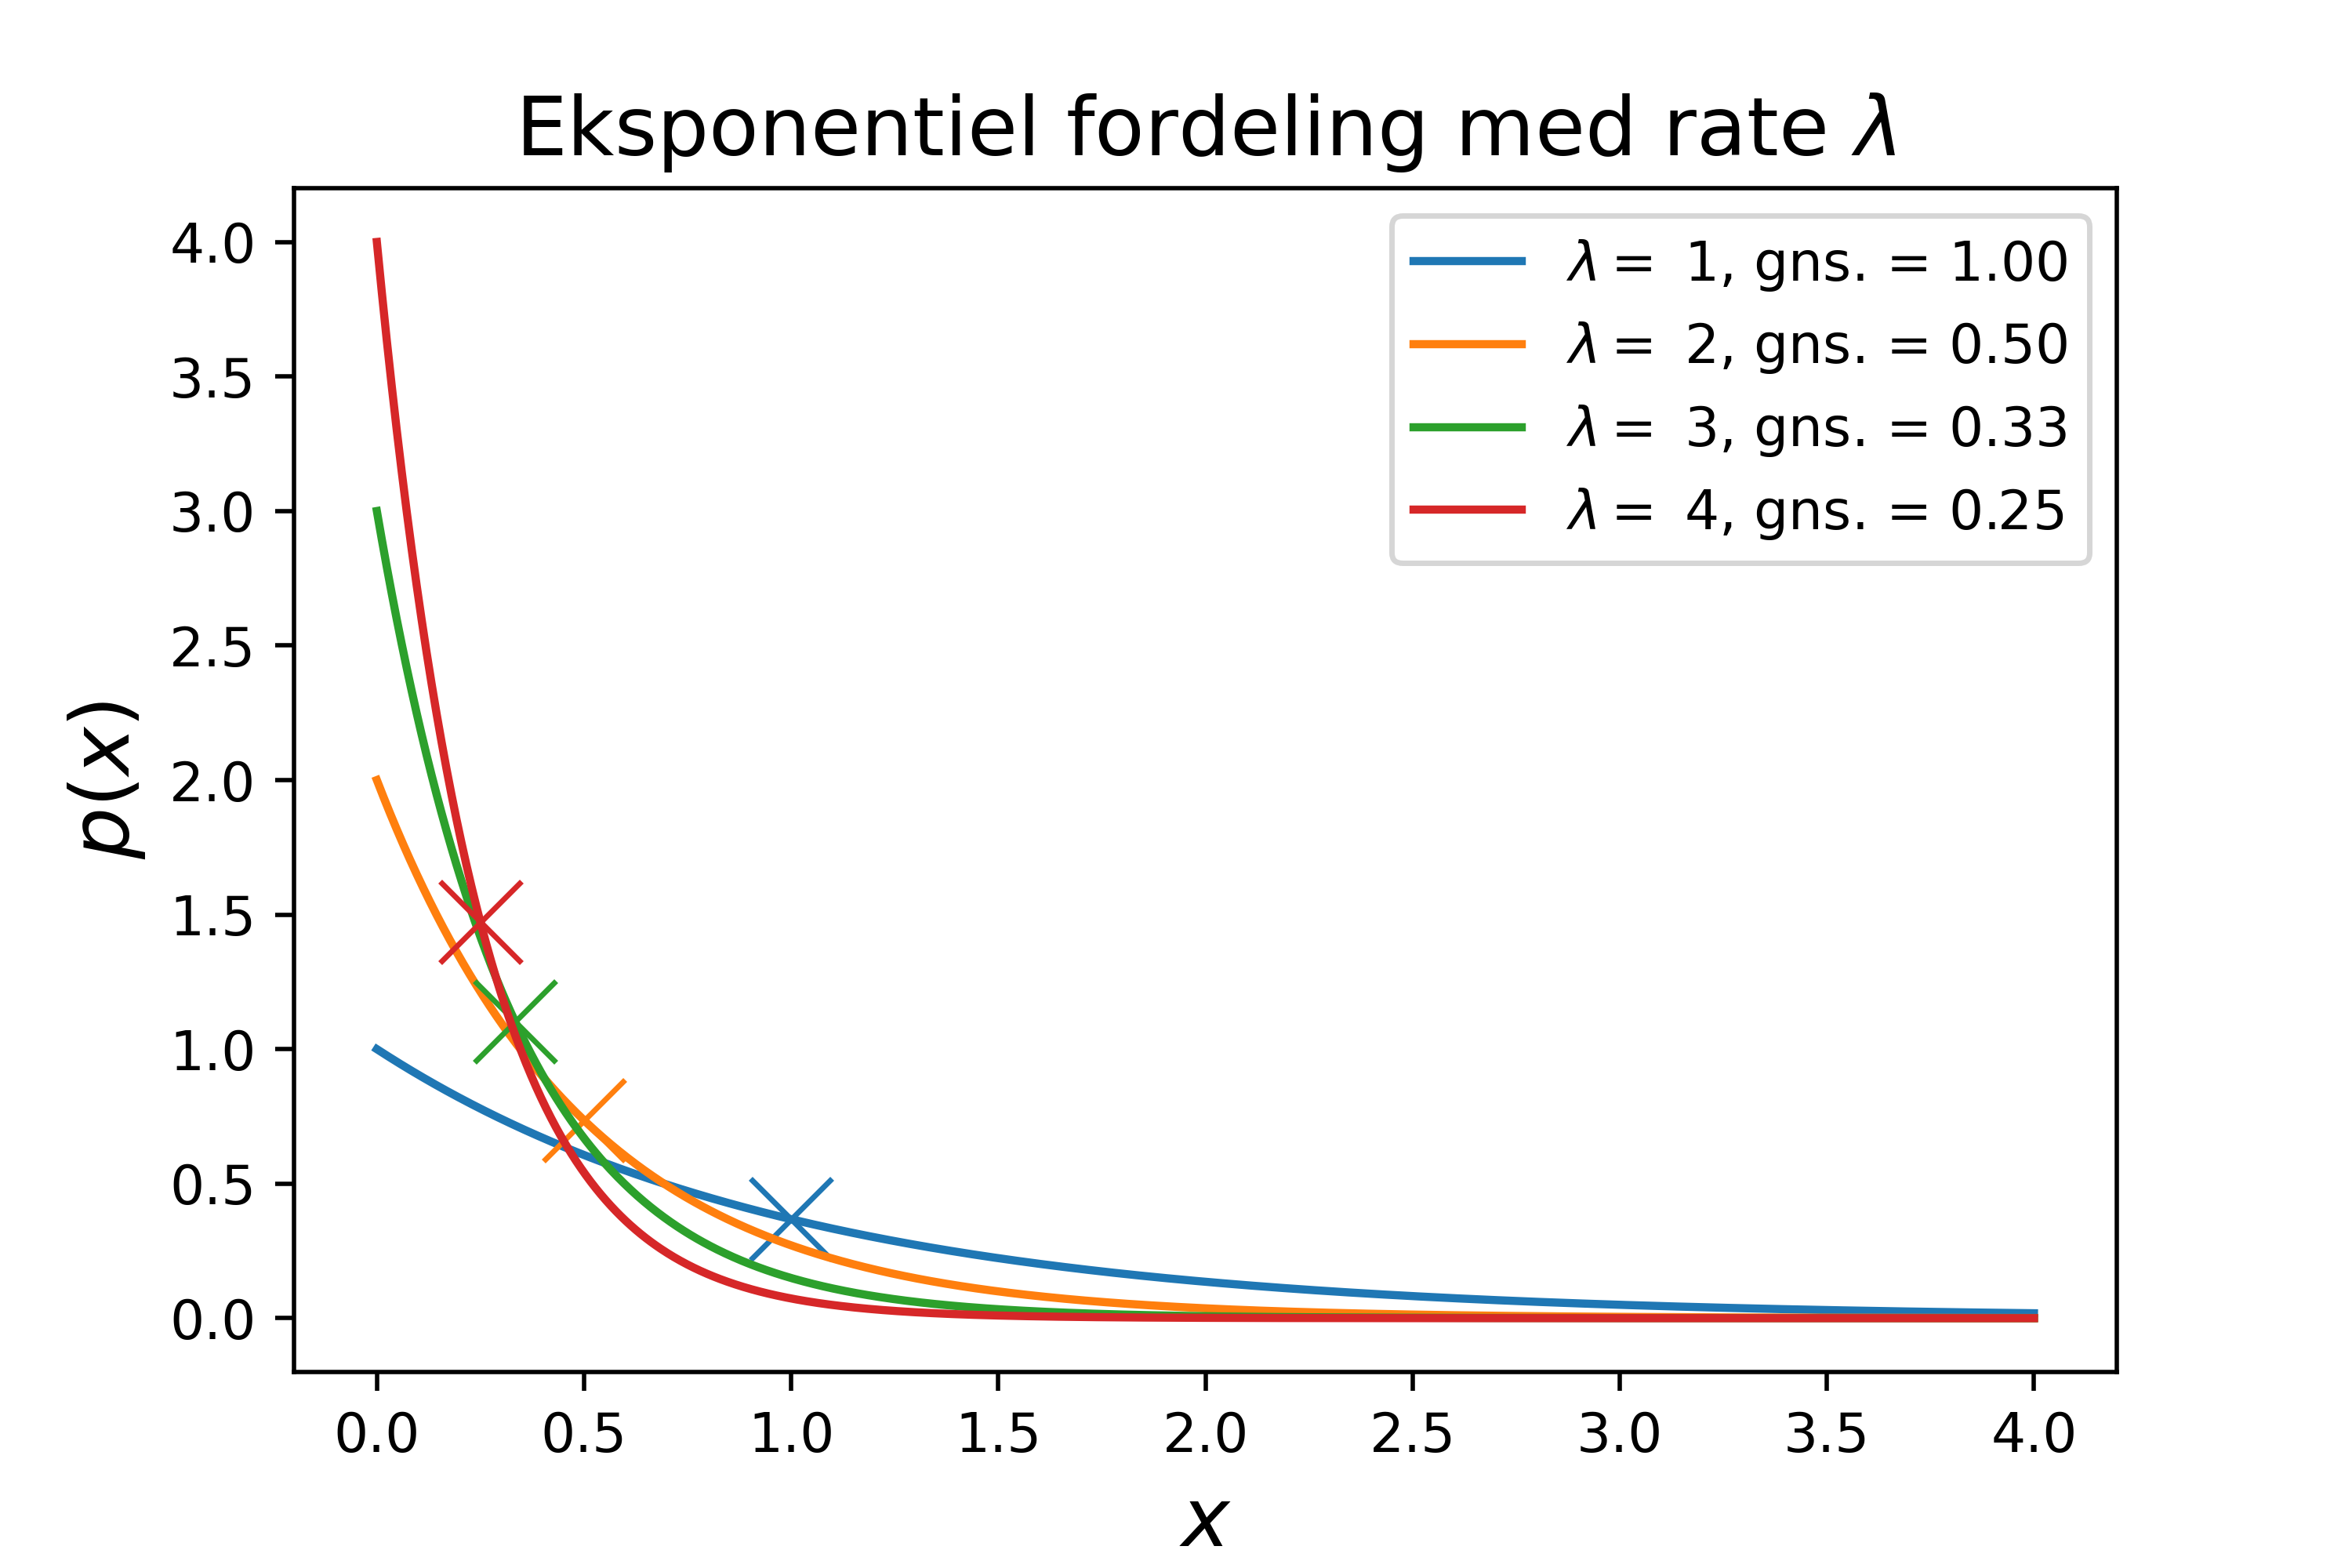 Eksponentiel fordeling med rate λ
λ = 1, gns. = 1.00
λ = 2, gns. = 0.50
λ = 3, gns. = 0.33
λ = 4, gns. = 0.25
4.0
3.5
3.0
2.5
2.0
1.5
1.0
0.5
0.0
p(x)
0.0 0.5 1.0 1.5 2.0 2.5 3.0 3.5 4.0
x